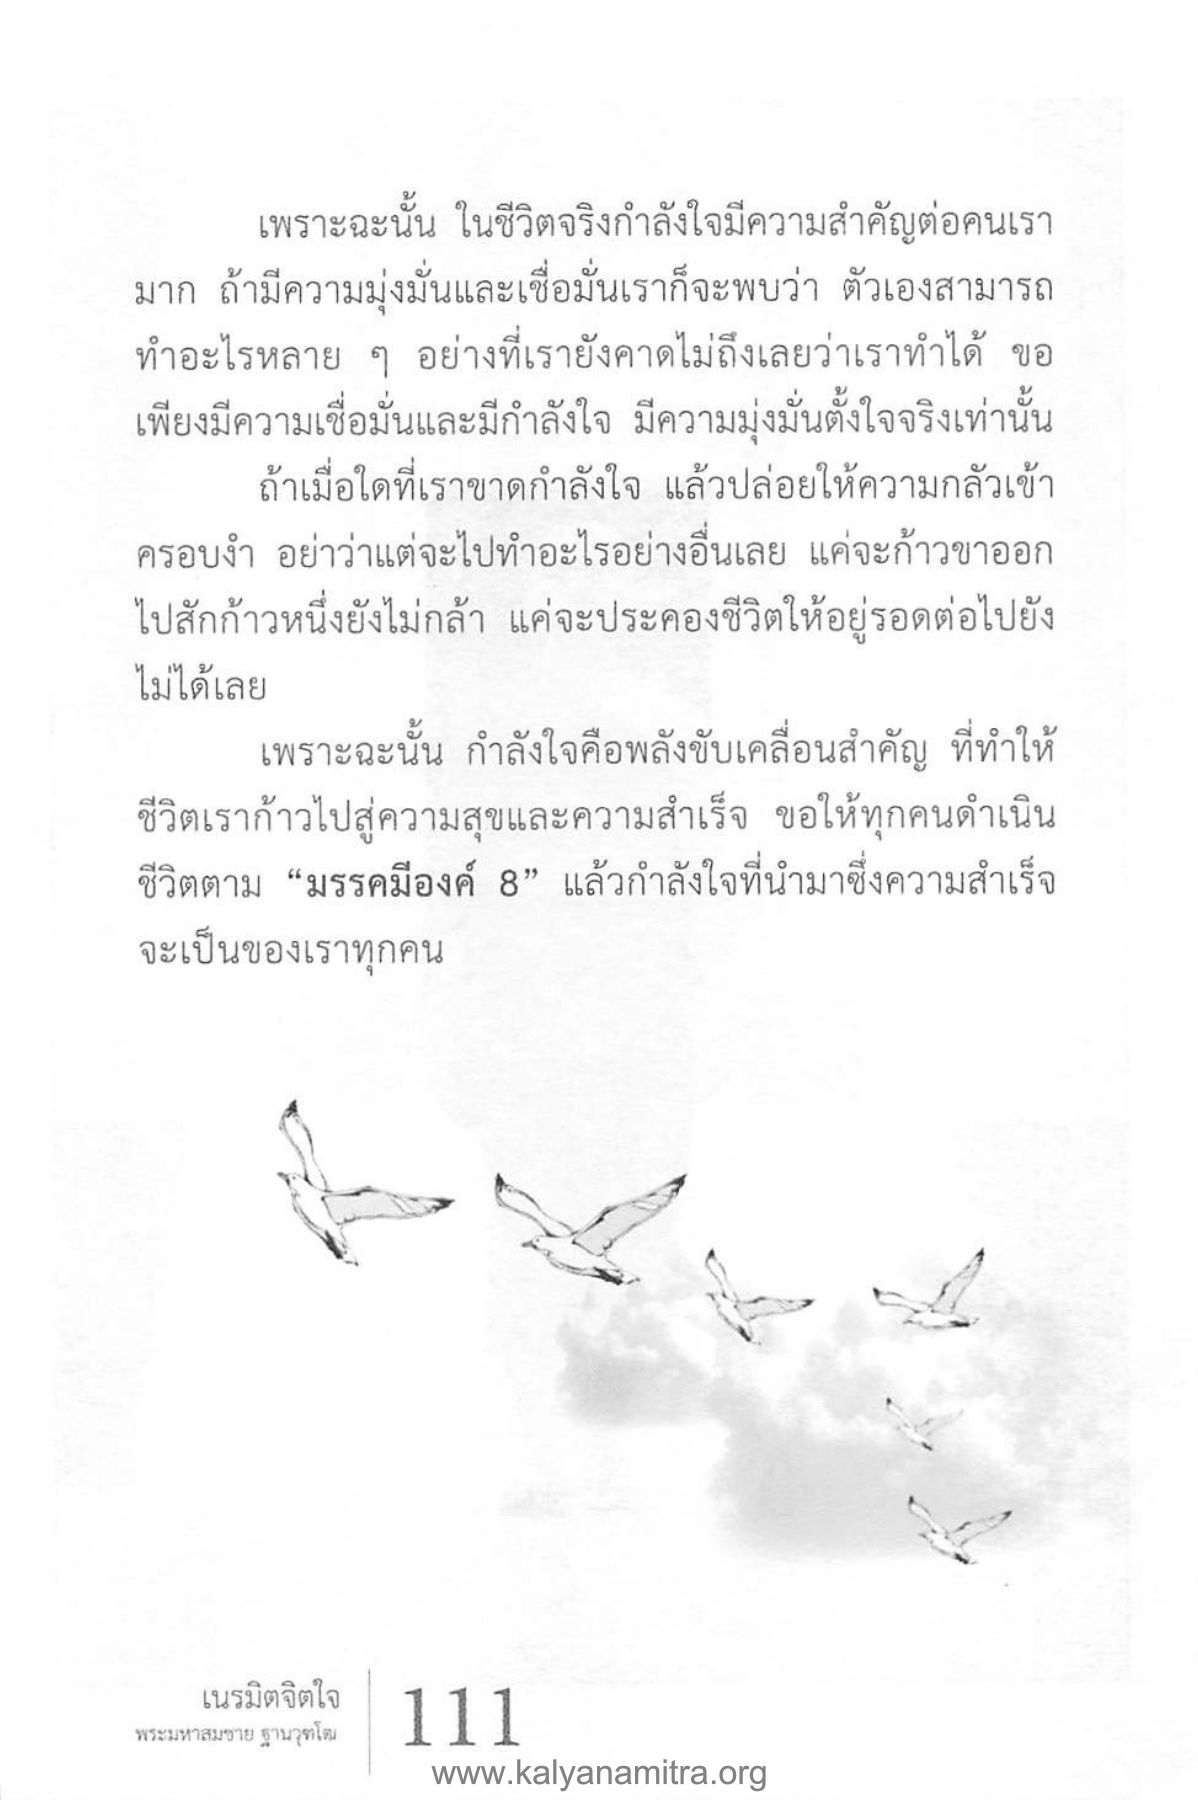 เพราะฉะนั้น ในชีวิตจริงกำลังใจมีความสำคัญต่อคนเรา
มาก ถ้ามีความมุ่งมั่นและเชื่อมั่นเราก็จะพบว่า ตัวเองสามารถ
ทำอะไรหลาย ๆ อย่างที่เรายังคาดไม่ถึงเลยว่าเราทำได้ ขอ
เพียงมีความเชื่อมั่นและมีกำลังใจ มีความมุ่งมั่นตั้งใจจริงเท่านั้น
ถ้าเมื่อใดที่เราขาดกำลังใจ แล้วปล่อยให้ความกลัวเข้า
ครอบงำ อย่าว่าแต่จะไปทำอะไรอย่างอื่นเลย แค่จะก้าวขาออก
ไปสักก้าวหนึ่งยังไม่กล้า แค่จะประคองชีวิตให้อยู่รอดต่อไปยัง
ไม่ได้เลย
เพราะฉะนั้น กำลังใจคือพลังขับเคลื่อนสำคัญ ที่ทำให้
ชีวิตเราก้าวไปสู่ความสุขและความสำเร็จ ขอให้ทุกคนดำเนิน
ชีวิตตาม “มรรคมีองค์ 8” แล้วกำลังใจที่นำมาซึ่งความสำเร็จ
จะเป็นของเราทุกคน
เนรมิตจิตใจ
พระมหาสมชาย ฐานวุฑโฒ
111
www.kalyanamitra.org